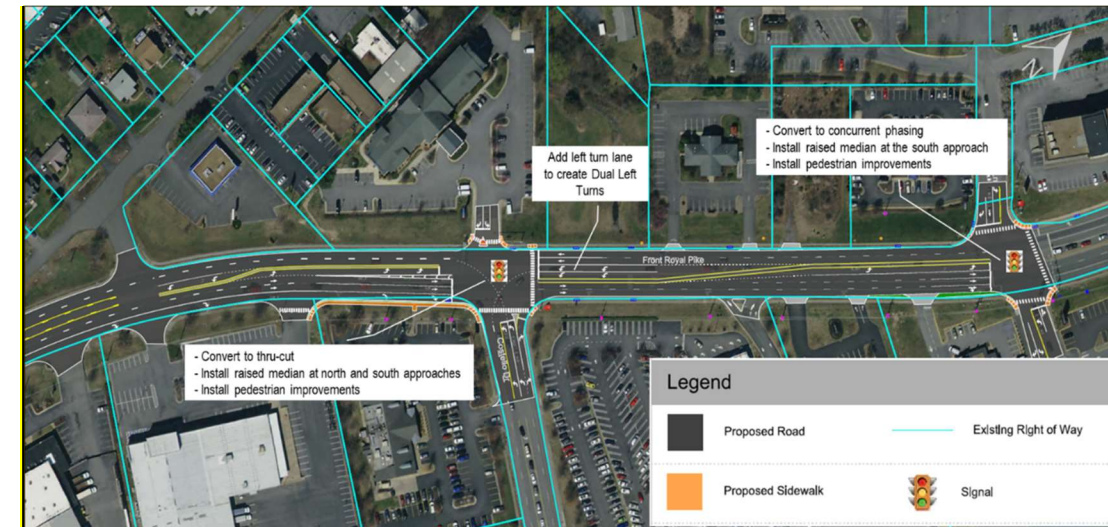 - Convert to concurrent phasing
- Install raised median at the south approach
- Install pedestrian improvements
Add left turn lane
to create Dual Left
Turns
Front Royal Pike
- Convert to thru-cut
- Install raised median at north and south approaches
- Install pedestrian improvements
Legend
Proposed Road
Existing Right of Way
Proposed Sidewalk
Signal